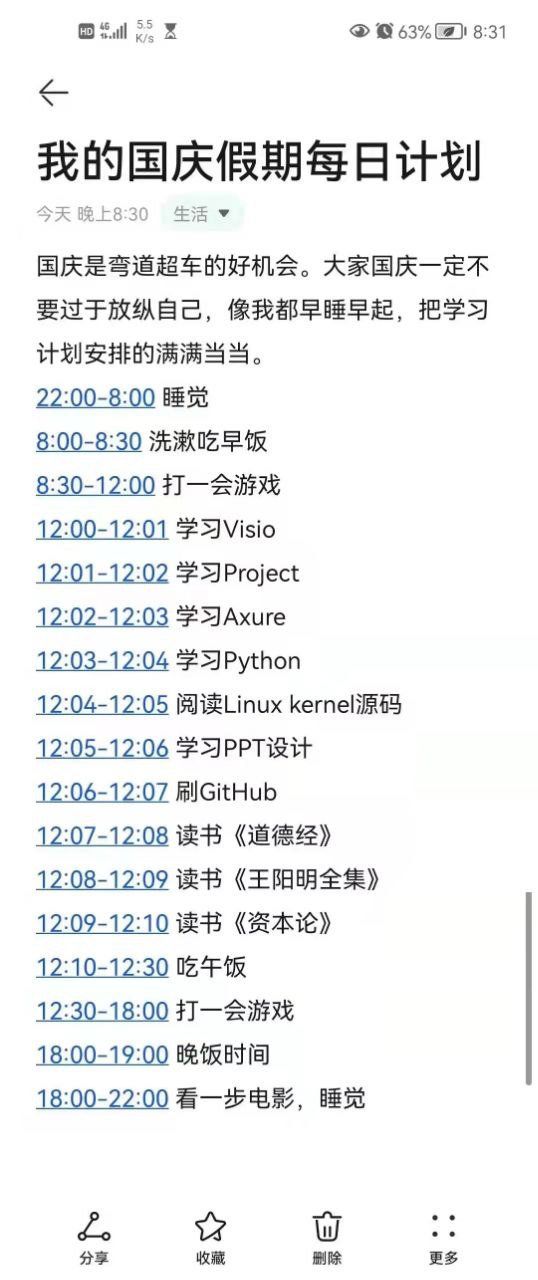 HD 4G 5.5 K/s 63% 8:31
我的国庆假期每日计划
今天 晚上8:30 生活
国庆是弯道超车的好机会。大家国庆一定不
要过于放纵自己，像我都早睡早起，把学习
计划安排的满满当当。
22:00-8:00 睡觉
8:00-8:30 洗漱吃早饭
8:30-12:00 打一会游戏
12:00-12:01 学习Visio
12:01-12:02 学习Project
12:02-12:03 学习Axure
12:03-12:04 学习Python
12:04-12:05 阅读Linux kernel源码
12:05-12:06 学习PPT设计
12:06-12:07 刷GitHub
12:07-12:08 读书《道德经》
12:08-12:09 读书《王阳明全集》
12:09-12:10 读书《资本论》
12:10-12:30 吃午饭
12:30-18:00 打一会游戏
18:00-19:00 晚饭时间
18:00-22:00 看一步电影，睡觉
分享 收藏 删除 更多